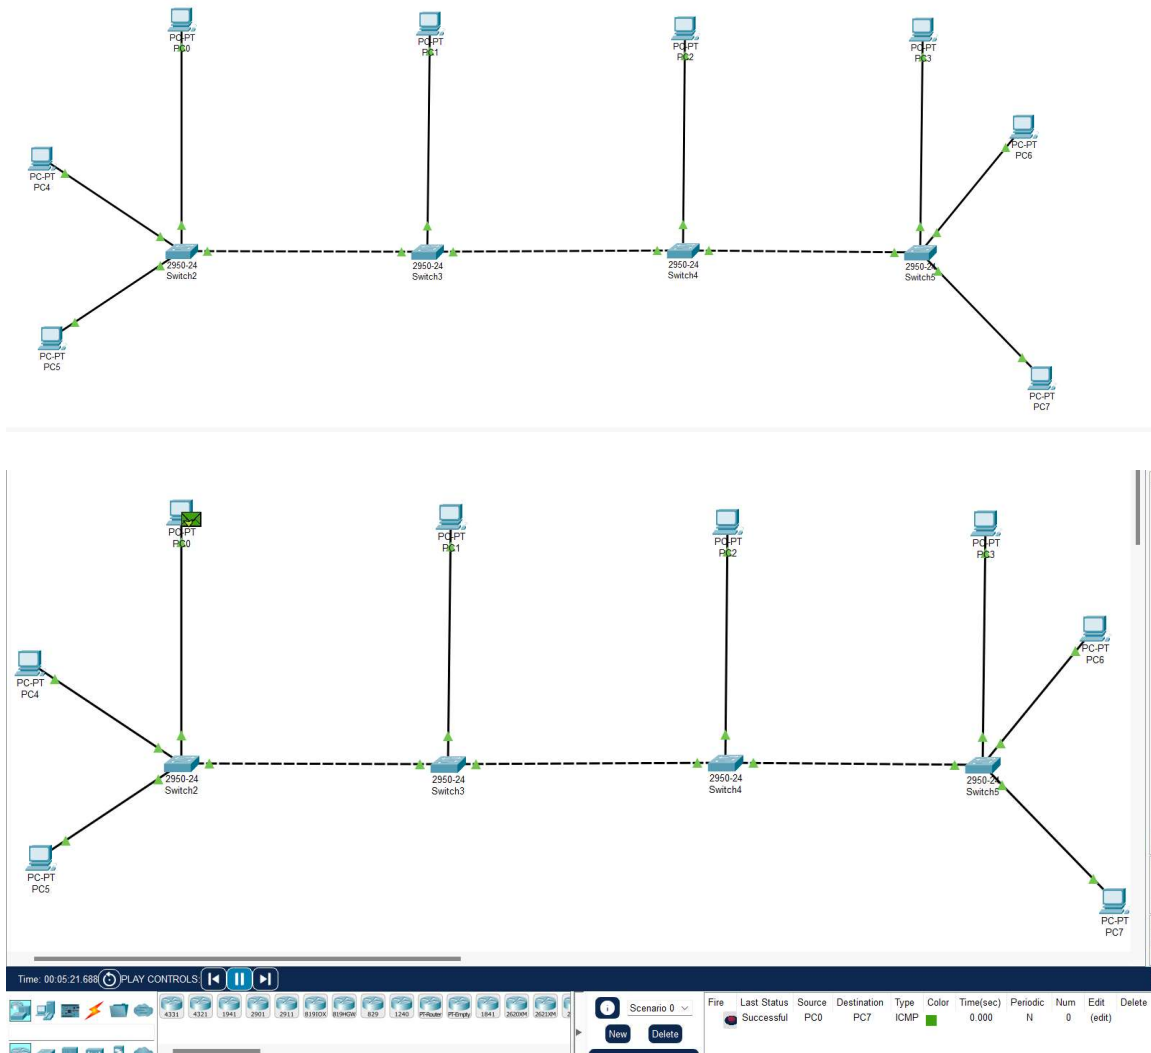 PC-PT
PC0
PC-PT
PC1
PC-PT
PC2
PC-PT
PC3
PC-PT
PC6
PC-PT
PC4
2950-24
Switch2
2950-24
Switch3
2950-24
Switch4
2950-24
Switch5
PC-PT
PC5
PC-PT
PC7
PC-PT
PC0
PC-PT
PC1
PC-PT
PC2
PC-PT
PC3
PC-PT
PC6
PC-PT
PC4
2950-24
Switch2
2950-24
Switch3
2950-24
Switch4
2950-24
Switch5
PC-PT
PC5
PC-PT
PC7
Time: 00:05:21.688 PLAY CONTROLS:
4331 4321 1941 2901 2911 819IOX 819HGW 829 1240 PT-Router PT-Empty 1841 2620XM 2621XM 2
Scenario 0
New Delete
Fire Last Status Source Destination Type Color Time(sec) Periodic Num Edit Delete
Successful PC0 PC7 ICMP 0.000 N 0 (edit)